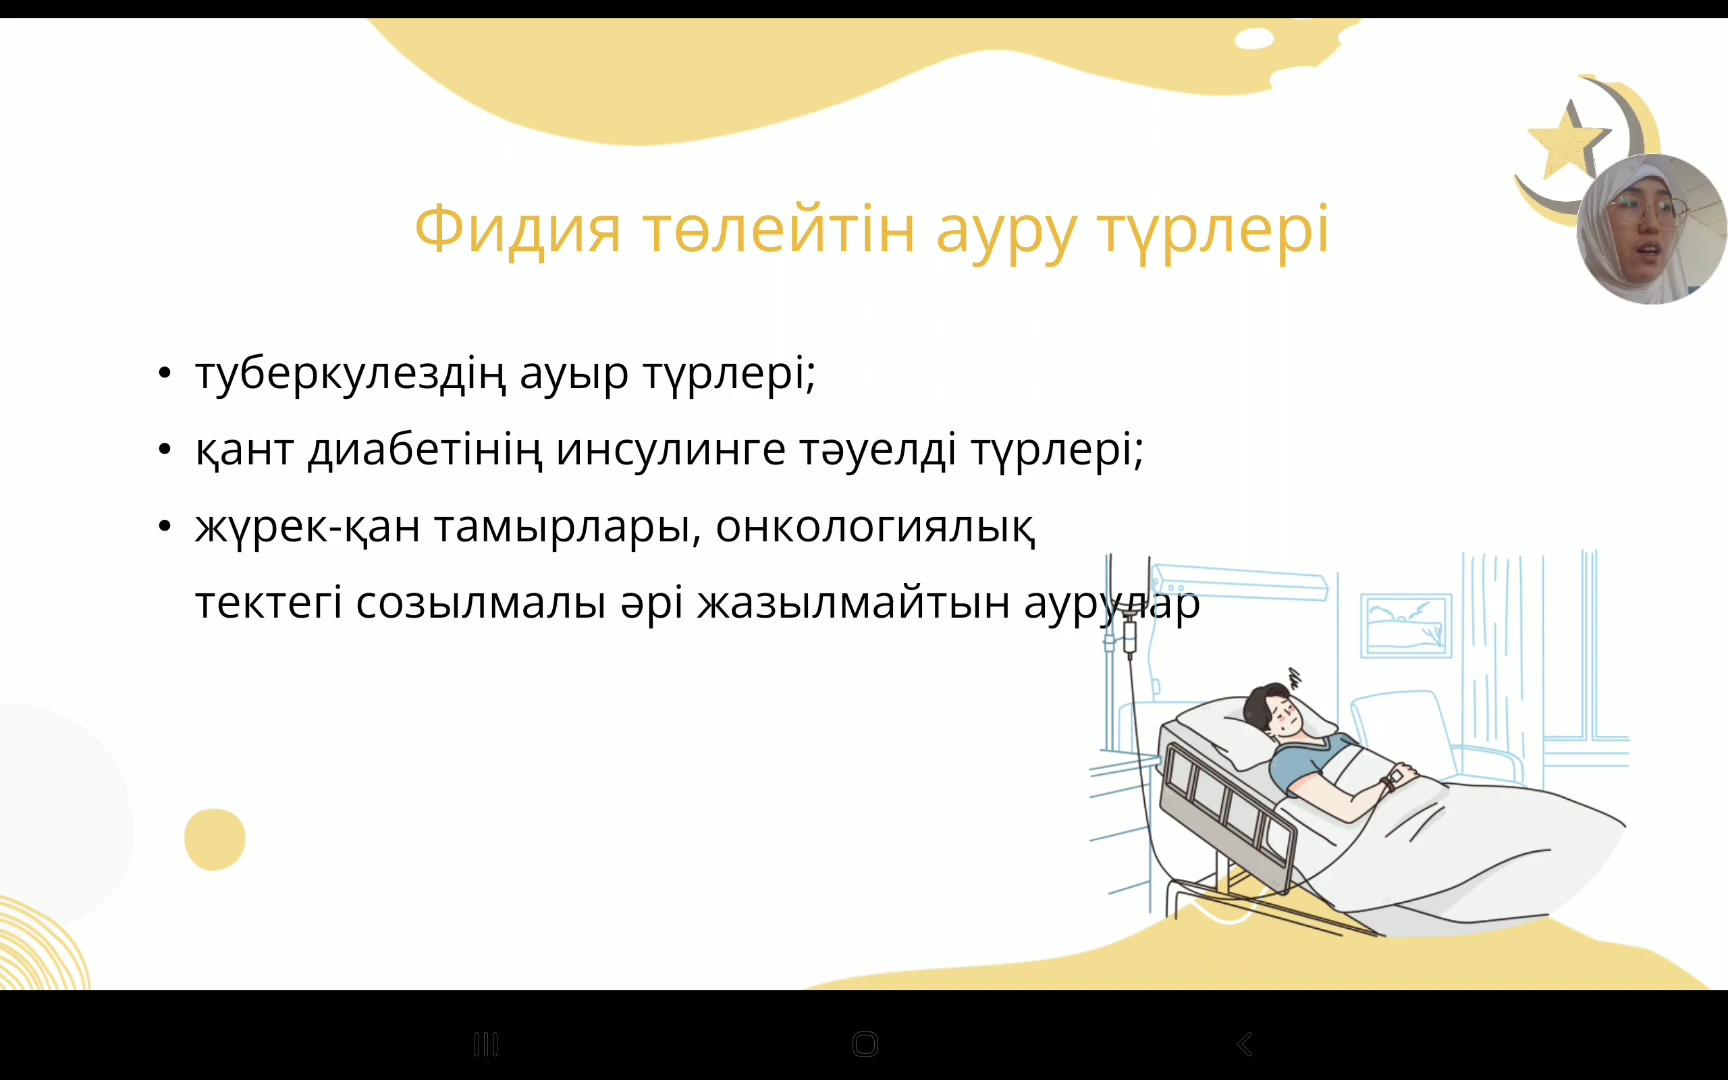 Фидия төлейтін ауру түрлері
• туберкулездің ауыр түрлері;
• қант диабетінің инсулинге тәуелді түрлері;
• жүрек-қан тамырлары, онкологиялық
тектегі созылмалы әрі жазылмайтын аурулар